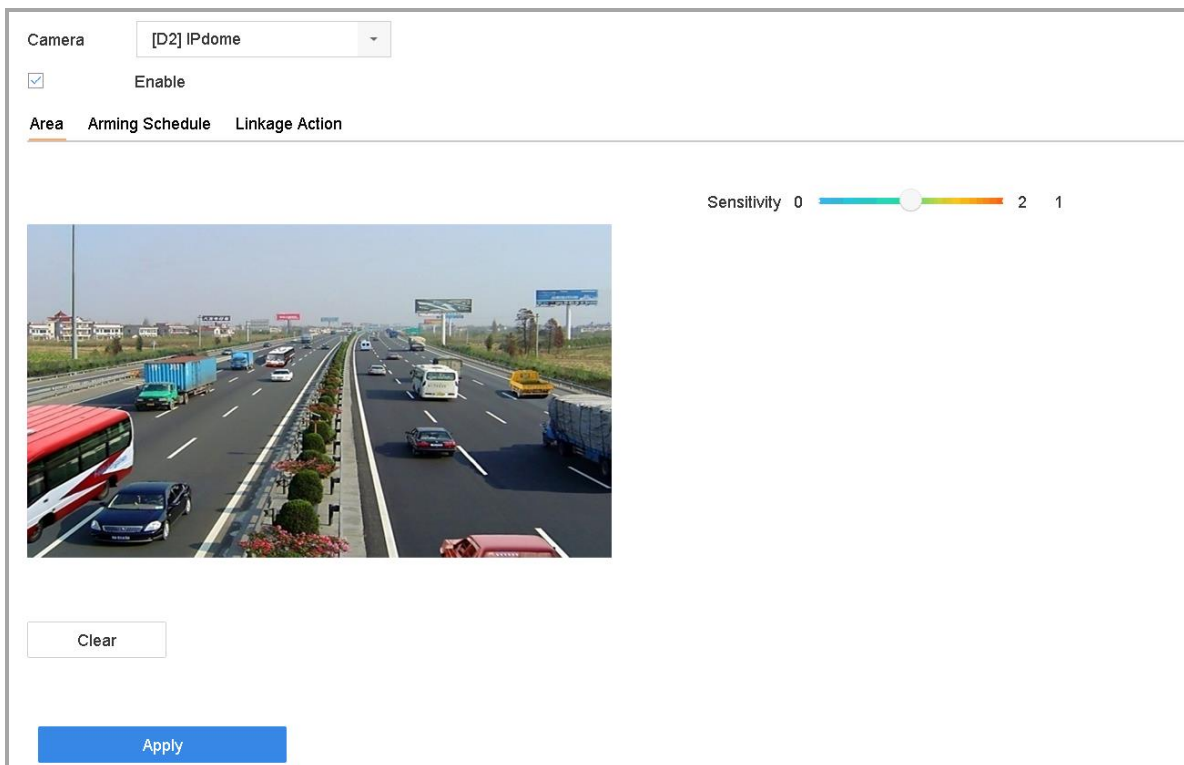 Camera [D2] IPdome
Enable
Area Arming Schedule Linkage Action
Sensitivity 0 2 1
Clear
Apply